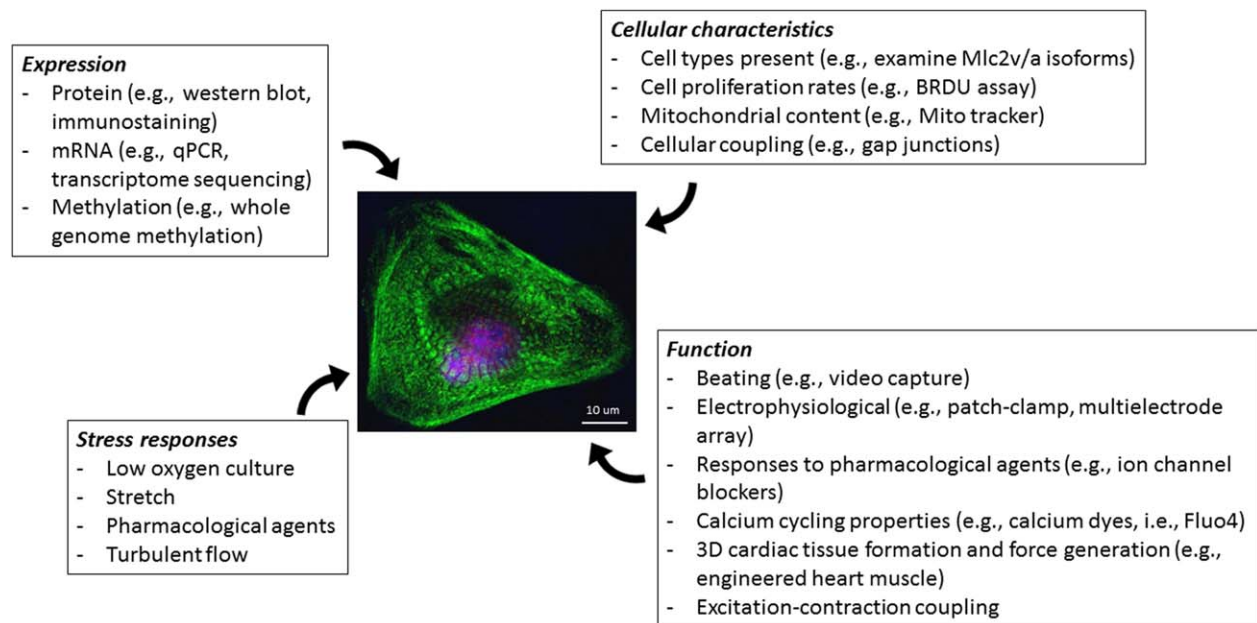 Expression
- Protein (e.g., western blot,
immunostaining)
- mRNA (e.g., qPCR,
transcriptome sequencing)
- Methylation (e.g., whole
genome methylation)
Cellular characteristics
- Cell types present (e.g., examine Mlc2v/a isoforms)
- Cell proliferation rates (e.g., BRDU assay)
- Mitochondrial content (e.g., Mito tracker)
- Cellular coupling (e.g., gap junctions)
10 um
Stress responses
- Low oxygen culture
- Stretch
- Pharmacological agents
- Turbulent flow
Function
- Beating (e.g., video capture)
- Electrophysiological (e.g., patch-clamp, multielectrode
array)
- Responses to pharmacological agents (e.g., ion channel
blockers)
- Calcium cycling properties (e.g., calcium dyes, i.e., Fluo4)
- 3D cardiac tissue formation and force generation (e.g.,
engineered heart muscle)
- Excitation-contraction coupling